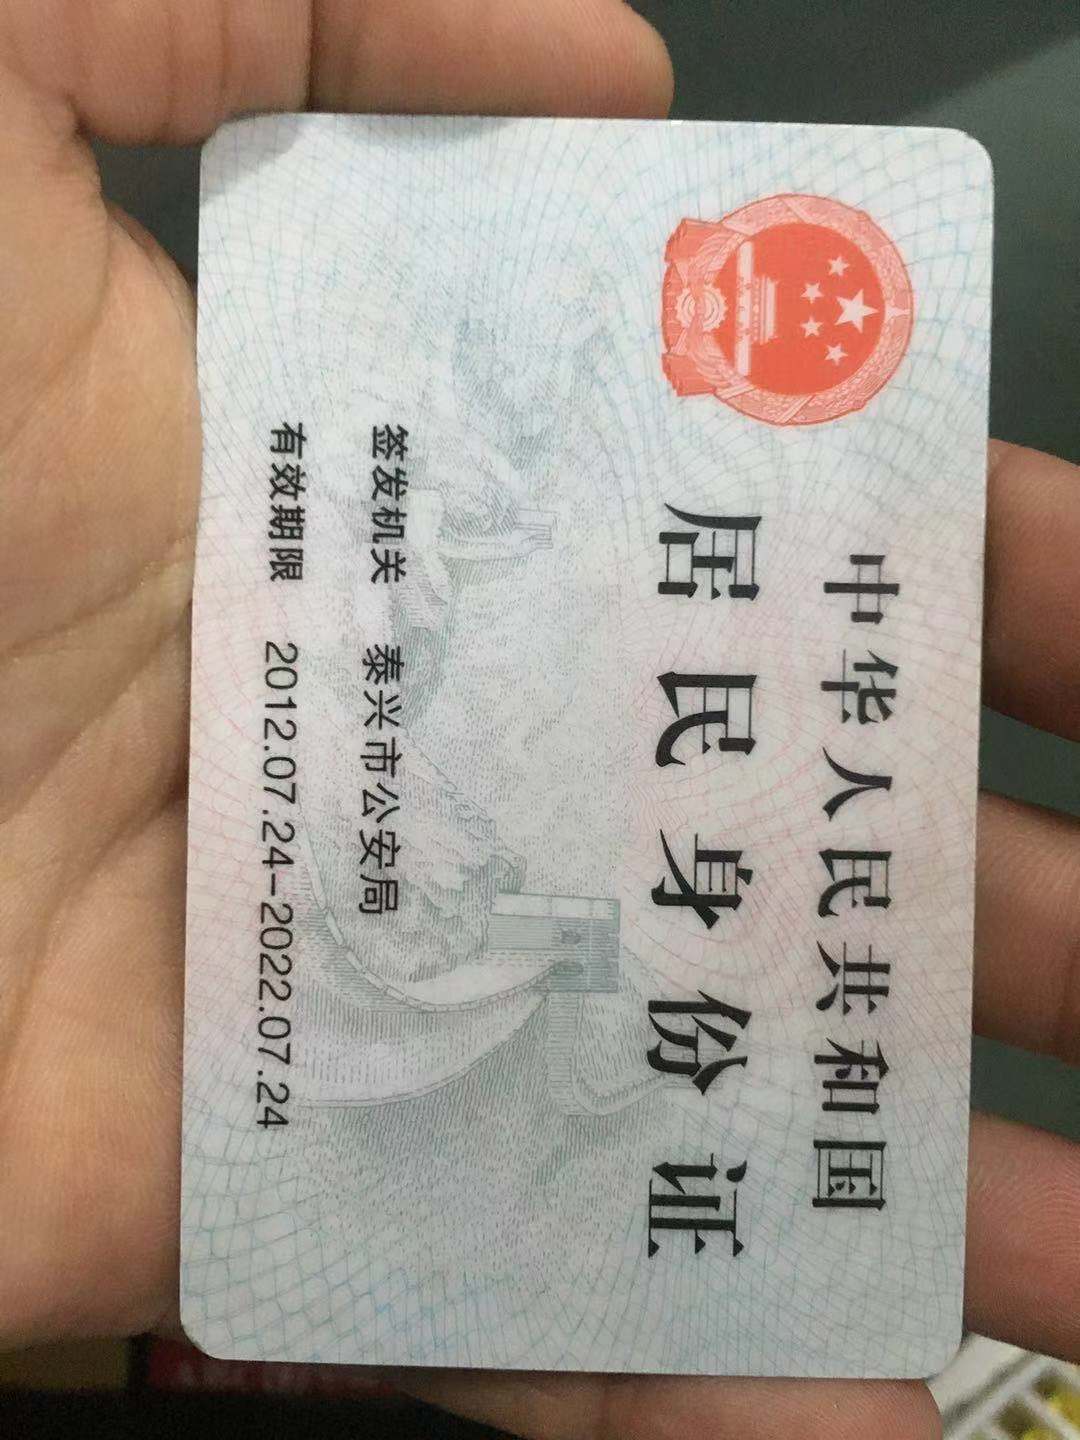 中华人民共和国
居民身份证
签发机关 泰兴市公安局
有效期限 2012.07.24-2022.07.24